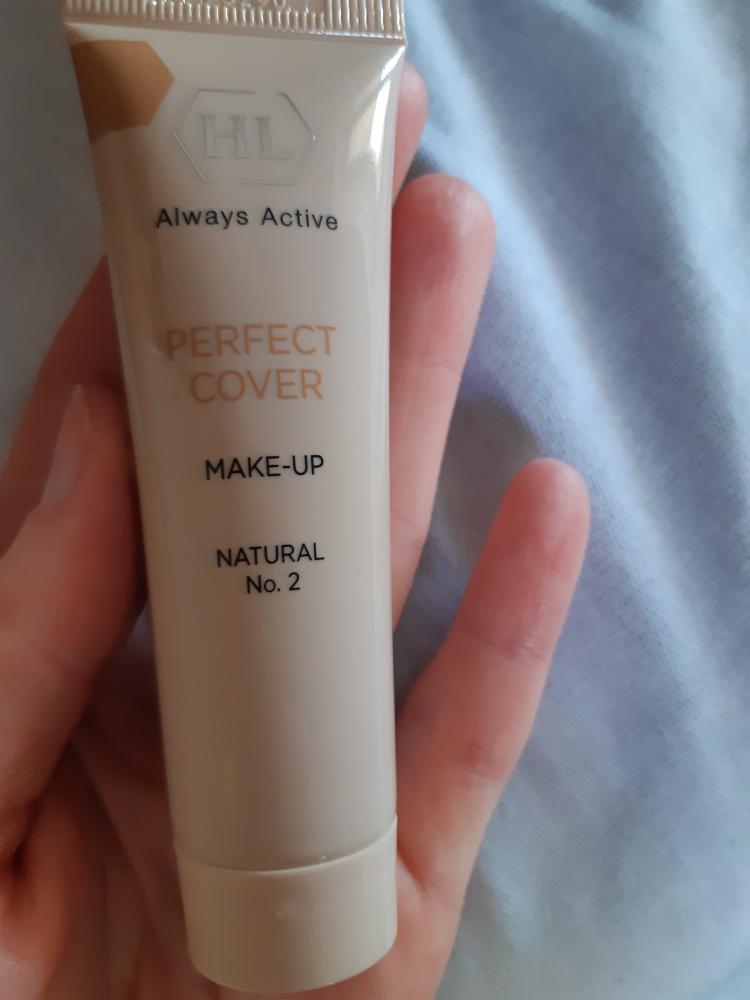 HL
Always Active
PERFECT
COVER
MAKE-UP
NATURAL
No. 2